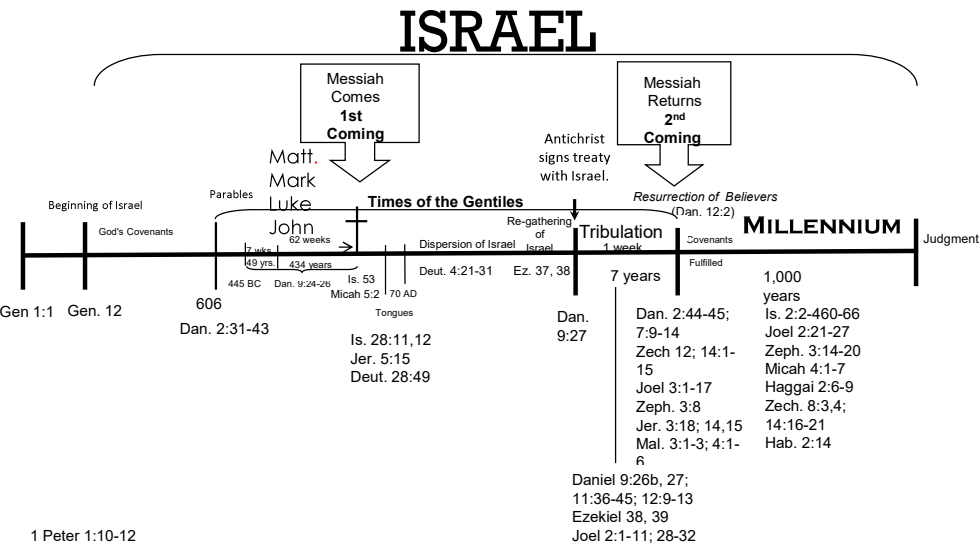 ISRAEL
Messiah
Comes
1st
Coming
Messiah
Returns
2nd
Coming
Antichrist
signs treaty
with Israel.
Matt.
Mark
Luke
John
Parables
Beginning of Israel
God's Covenants
Times of the Gentiles
Resurrection of Believers
(Dan. 12:2)
62 weeks
7 wks
49 yrs.
434 years
445 BC
Dan. 9:24-26
Is. 53
Micah 5:2
70 AD
Tongues
Dispersion of Israel
Deut. 4:21-31
Re-gathering
of
Israel
Ez. 37, 38
Tribulation
1 week
7 years
Covenants
Fulfilled
MILLENNIUM
1,000
years
Judgment
Gen 1:1
Gen. 12
606
Dan. 2:31-43
Is. 28:11,12
Jer. 5:15
Deut. 28:49
Dan.
9:27
Dan. 2:44-45;
7:9-14
Zech 12; 14:1-
15
Joel 3:1-17
Zeph. 3:8
Jer. 3:18; 14,15
Mal. 3:1-3; 4:1-
6
Is. 2:2-460-66
Joel 2:21-27
Zeph. 3:14-20
Micah 4:1-7
Haggai 2:6-9
Zech. 8:3,4;
14:16-21
Hab. 2:14
Daniel 9:26b, 27;
11:36-45; 12:9-13
Ezekiel 38, 39
Joel 2:1-11; 28-32
1 Peter 1:10-12